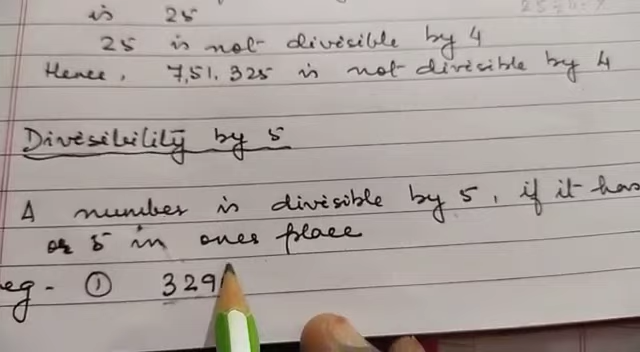 is 25
25 is not divisible by 4
Hence, 7,51,325 is not divisible by 4
Divisibility by 5
A number is divisible by 5, if it has
or 5 in ones place
eg- ① 329